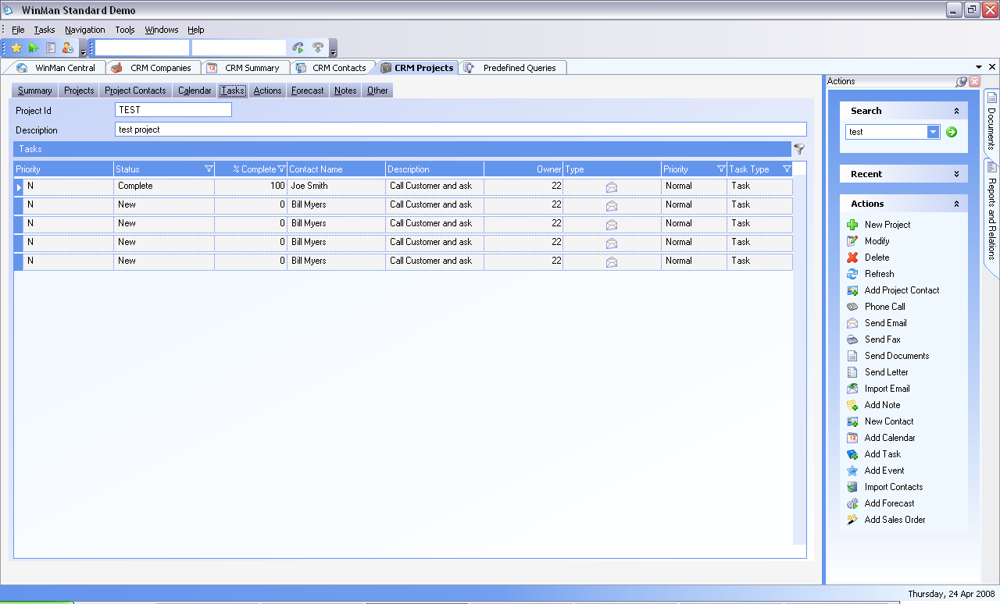 WinMan Standard Demo
File Tasks Navigation Tools Windows Help
WinMan Central CRM Companies CRM Summary CRM Contacts CRM Projects Predefined Queries
Summary Projects Project Contacts Calendar Tasks Actions Forecast Notes Other
Project Id TEST
Description test project
Tasks
Priority Status % Complete Contact Name Description Owner Type Priority Task Type
N Complete 100 Joe Smith Call Customer and ask 22 Normal Task
N New 0 Bill Myers Call Customer and ask 22 Normal Task
N New 0 Bill Myers Call Customer and ask 22 Normal Task
N New 0 Bill Myers Call Customer and ask 22 Normal Task
N New 0 Bill Myers Call Customer and ask 22 Normal Task
Actions
Search
test
Recent
Actions
New Project
Modify
Delete
Refresh
Add Project Contact
Phone Call
Send Email
Send Fax
Send Documents
Send Letter
Import Email
Add Note
New Contact
Add Calendar
Add Task
Add Event
Import Contacts
Add Forecast
Add Sales Order
Documents
Reports and Relations
Thursday, 24 Apr 2008